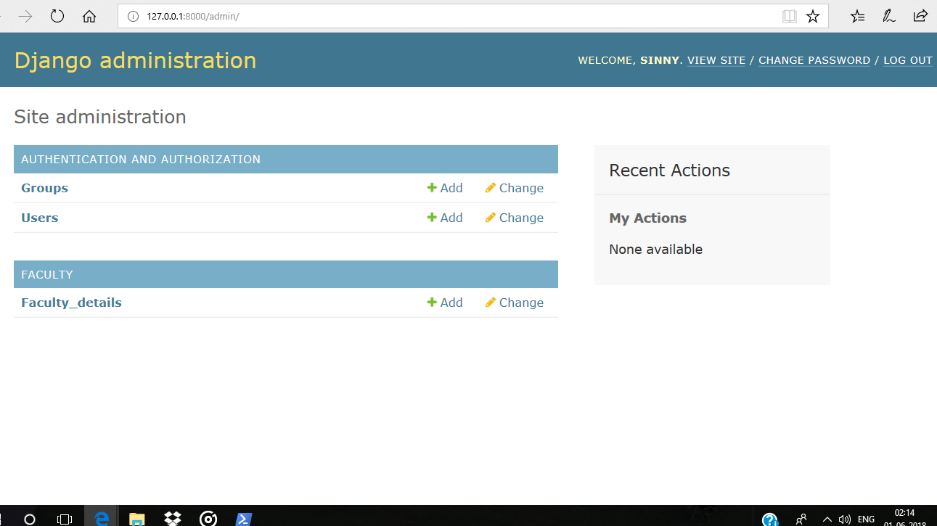 127.0.0.1:8000/admin/
Django administration
WELCOME, SINNY. VIEW SITE / CHANGE PASSWORD / LOG OUT
Site administration
AUTHENTICATION AND AUTHORIZATION
Groups Add Change
Users Add Change
FACULTY
Faculty_details Add Change
Recent Actions
My Actions
None available
ENG
02:14
01-06-2018